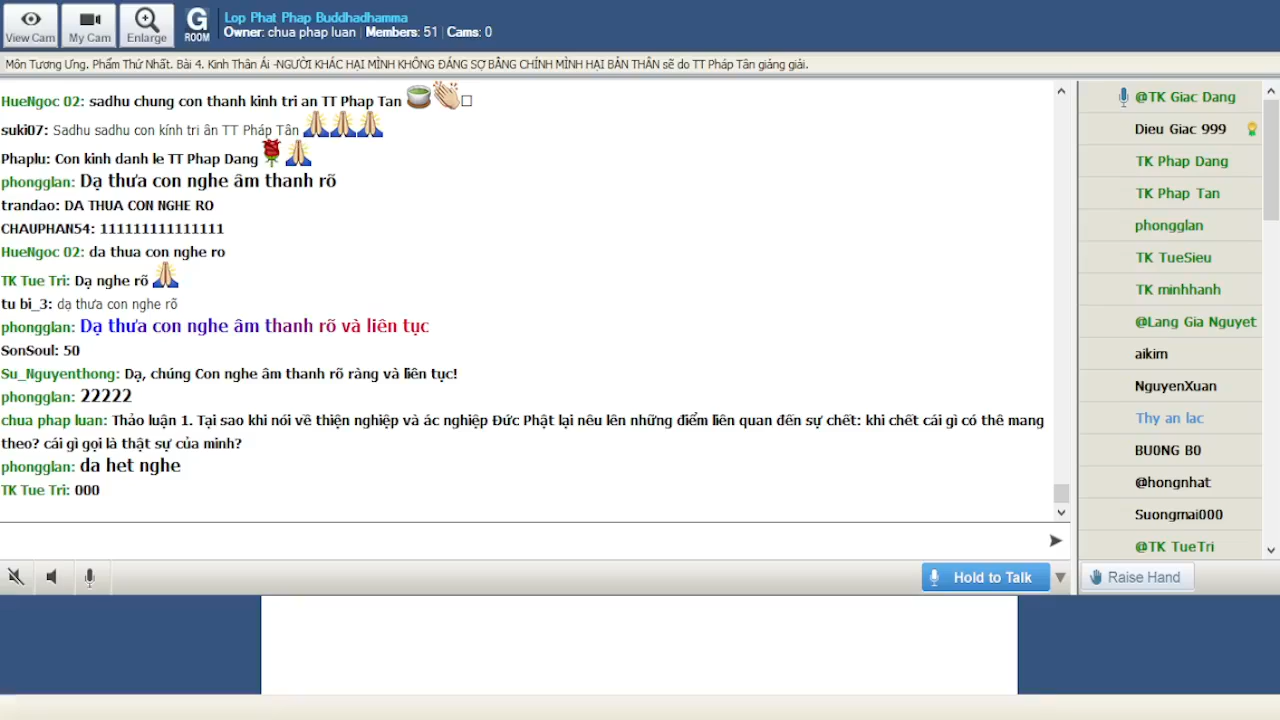 View Cam
My Cam
Enlarge
G
ROOM
Lop Phat Phap Buddhadhamma
Owner: chua phap luan | Members: 51 | Cams: 0
Môn Tương Ưng. Phẩm Thứ Nhất. Bài 4. Kinh Thân Ái -NGƯỜI KHÁC HẠI MÌNH KHÔNG ĐÁNG SỢ BẰNG CHÍNH MÌNH HẠI BẢN THÂN sẽ do TT Pháp Tân giảng giải.
HueNgoc 02: sadhu chung con thanh kinh tri an TT Phap Tan
suki07: Sadhu sadhu con kính tri ân TT Pháp Tân
Phaplu: Con kinh danh le TT Phap Dang
phongglan: Dạ thưa con nghe âm thanh rõ
trandao: DA THUA CON NGHE RO
CHAUPHAN54: 111111111111111
HueNgoc 02: da thua con nghe ro
TK Tue Tri: Dạ nghe rõ
tu bi_3: dạ thưa con nghe rõ
phongglan: Dạ thưa con nghe âm thanh rõ và liên tục
SonSoul: 50
Su_Nguyenthong: Dạ, chúng Con nghe âm thanh rõ ràng và liên tục!
phongglan: 22222
chua phap luan: Thảo luận 1. Tại sao khi nói về thiện nghiệp và ác nghiệp Đức Phật lại nêu lên những điểm liên quan đến sự chết: khi chết cái gì có thể mang
theo? cái gì gọi là thật sự của mình?
phongglan: da het nghe
TK Tue Tri: 000
@TK Giac Dang
Dieu Giac 999
TK Phap Dang
TK Phap Tan
phongglan
TK TueSieu
TK minhhanh
@Lang Gia Nguyet
aikim
NguyenXuan
Thy an lac
BU0NG B0
@hongnhat
Suongmai000
@TK TueTri
Hold to Talk
Raise Hand